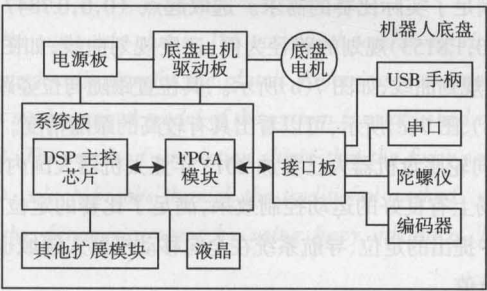 机器人底盘
电源板
底盘电机
驱动板
底盘
电机
USB 手柄
系统板
DSP 主控
芯片
FPGA
模块
接口板
串口
陀螺仪
编码器
其他扩展模块
液晶